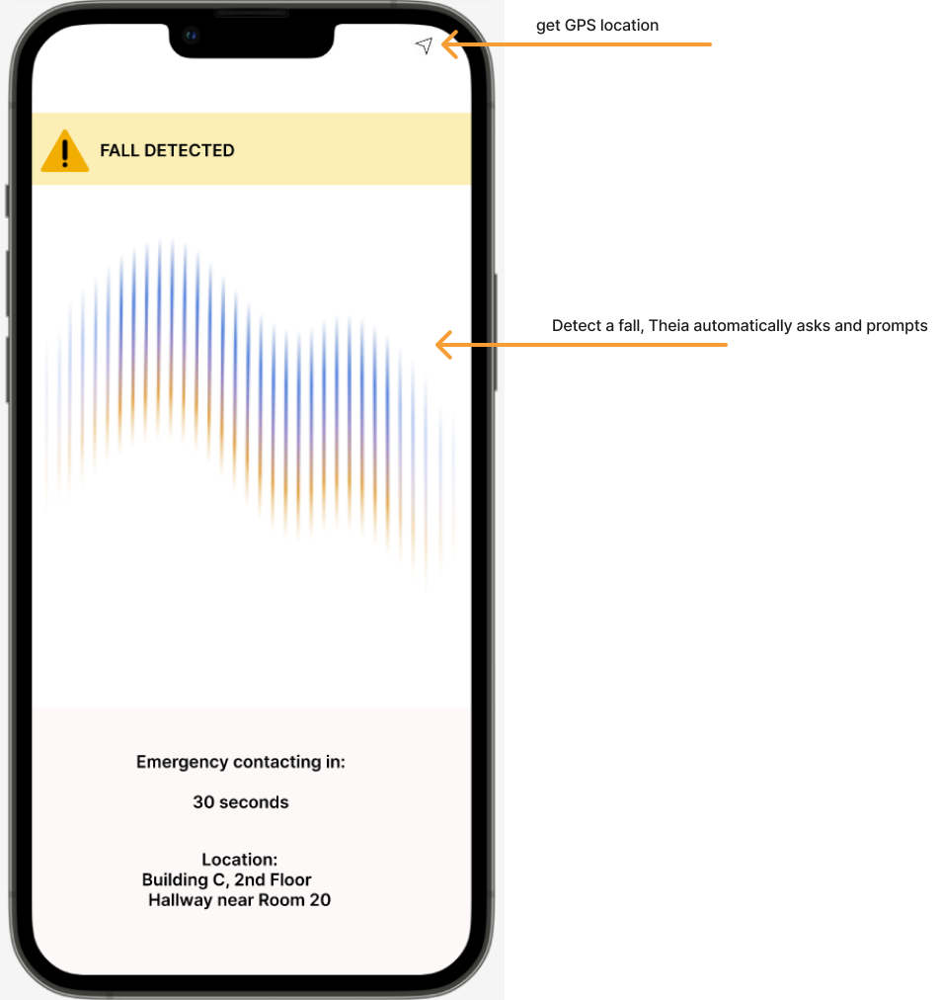 get GPS location
FALL DETECTED
Detect a fall, Theia automatically asks and prompts
Emergency contacting in:
30 seconds
Location:
Building C, 2nd Floor
Hallway near Room 20